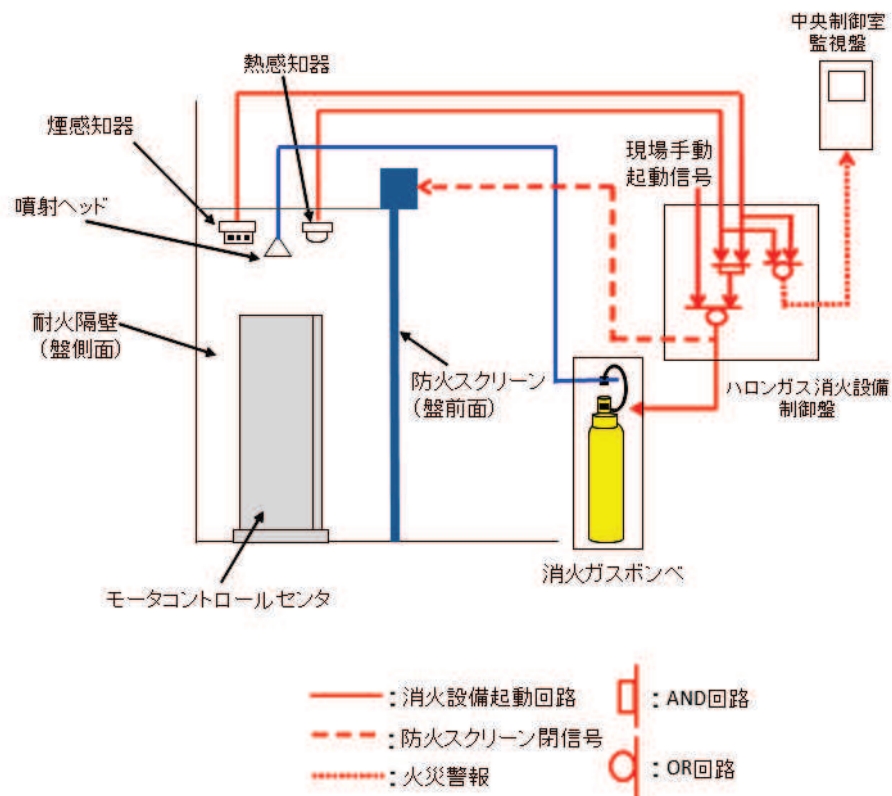 中央制御室
監視盤
熱感知器
煙感知器
現場手動
起動信号
噴射ヘッド
耐火隔壁
(盤側面)
防火スクリーン
(盤前面)
ハロンガス消火設備
制御盤
消火ガスボンベ
モータコントロールセンタ
:消火設備起動回路
:AND回路
:防火スクリーン閉信号
:火災警報
:OR回路